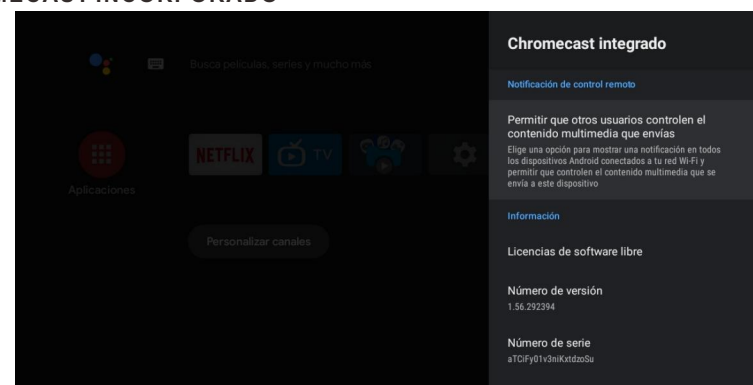 Chromecast integrado
Busca películas, series y mucho más
Notificación de control remoto
Permitir que otros usuarios controlen el
contenido multimedia que envías
Elige una opción para mostrar una notificación en todos
los dispositivos Android conectados a tu red Wi-Fi y
permitir que controlen el contenido multimedia que se
envía a este dispositivo
NETFLIX
TV
Aplicaciones
Información
Personalizar canales
Licencias de software libre
Número de versión
1.56.292394
Número de serie
aTCiFy01v3niKxtdzoSu